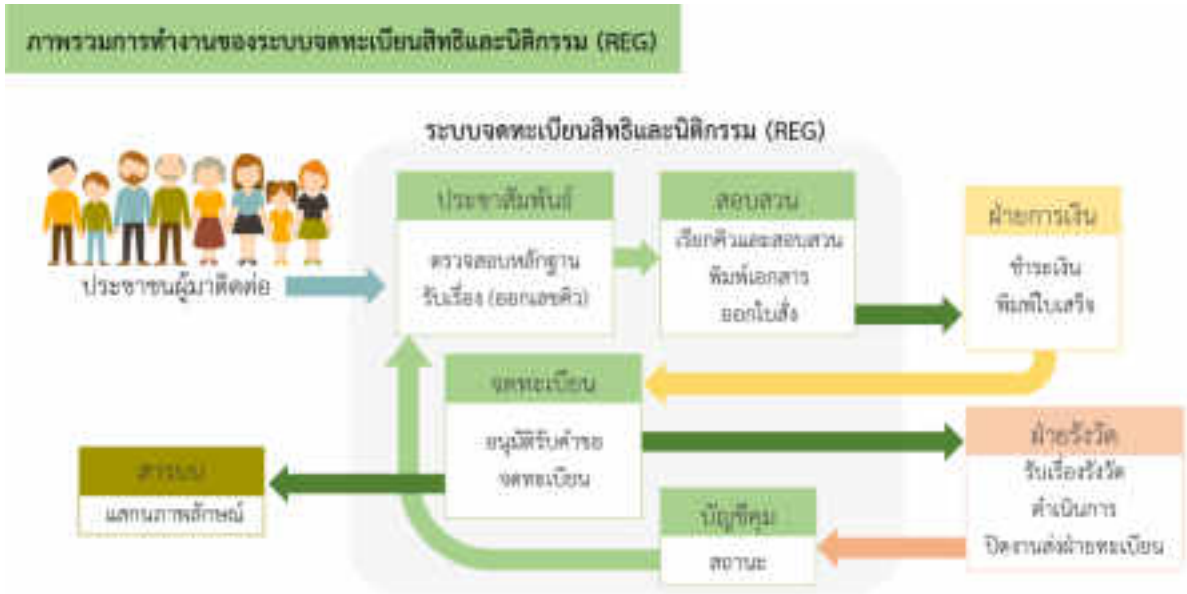 ภาพรวมการทำงานของระบบจดทะเบียนสิทธิและนิติกรรม (REG)
ระบบจดทะเบียนสิทธิและนิติกรรม (REG)
ประชาชนผู้มาติดต่อ
ประชาสัมพันธ์
ตรวจสอบหลักฐาน
รับเรื่อง (ออกเลขคิว)
สอบสวน
เรียกคิวและสอบสวน
พิมพ์เอกสาร
ออกใบสั่ง
ฝ่ายการเงิน
ชำระเงิน
พิมพ์ใบเสร็จ
จดทะเบียน
อนุมัติรับคำขอ
จดทะเบียน
ฝ่ายรังวัด
รับเรื่องรังวัด
ดำเนินการ
ปิดงานส่งฝ่ายทะเบียน
สารบบ
สแกนภาพลักษณ์
บัญชีคุม
สถานะ